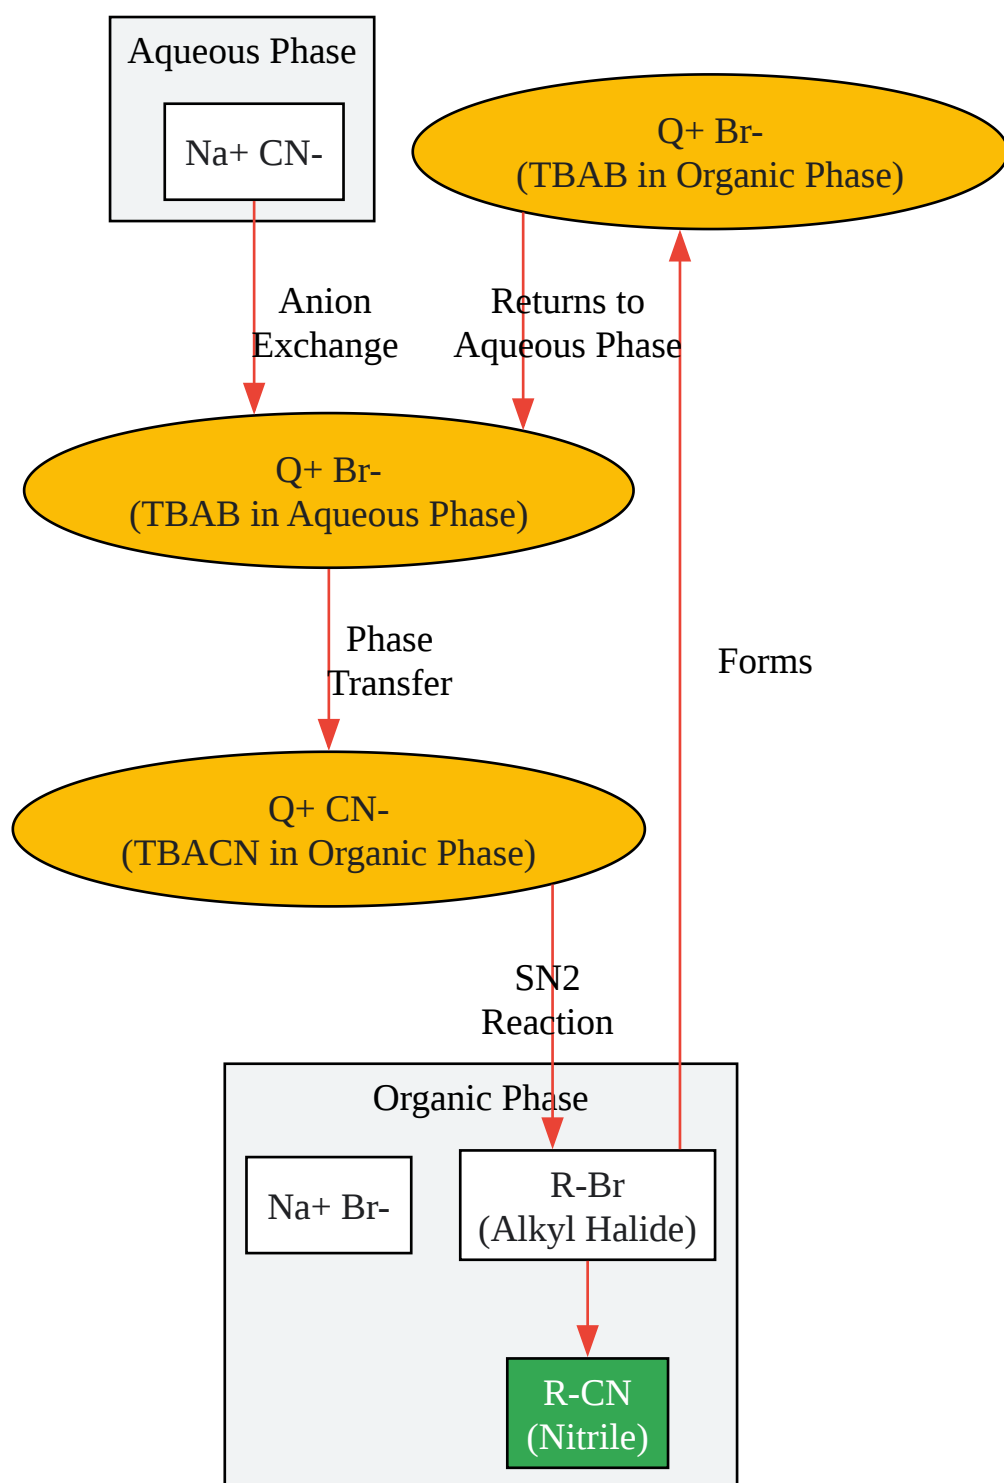 Aqueous Phase
Na+ CN-
Q+ Br-
(TBAB in Organic Phase)
Anion
Exchange
Returns to
Aqueous Phase
Q+ Br-
(TBAB in Aqueous Phase)
Phase
Transfer
Forms
Q+ CN-
(TBACN in Organic Phase)
SN2
Reaction
Organic Phase
Na+ Br-
R-Br
(Alkyl Halide)
R-CN
(Nitrile)